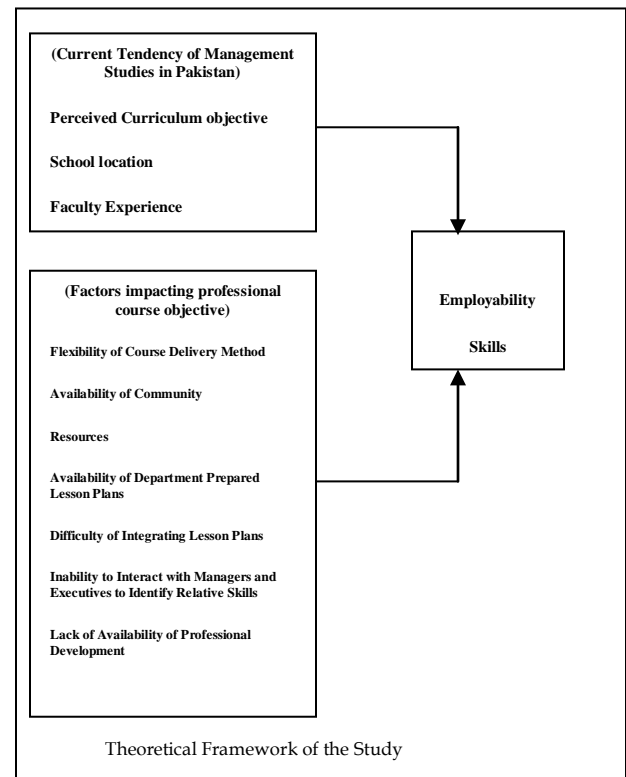 (Current Tendency of Management
Studies in Pakistan)
Perceived Curriculum objective
School location
Faculty Experience
(Factors impacting professional
course objective)
Flexibility of Course Delivery Method
Availability of Community
Resources
Availability of Department Prepared
Lesson Plans
Difficulty of Integrating Lesson Plans
Inability to Interact with Managers and
Executives to Identify Relative Skills
Lack of Availability of Professional
Development
Employability
Skills
Theoretical Framework of the Study